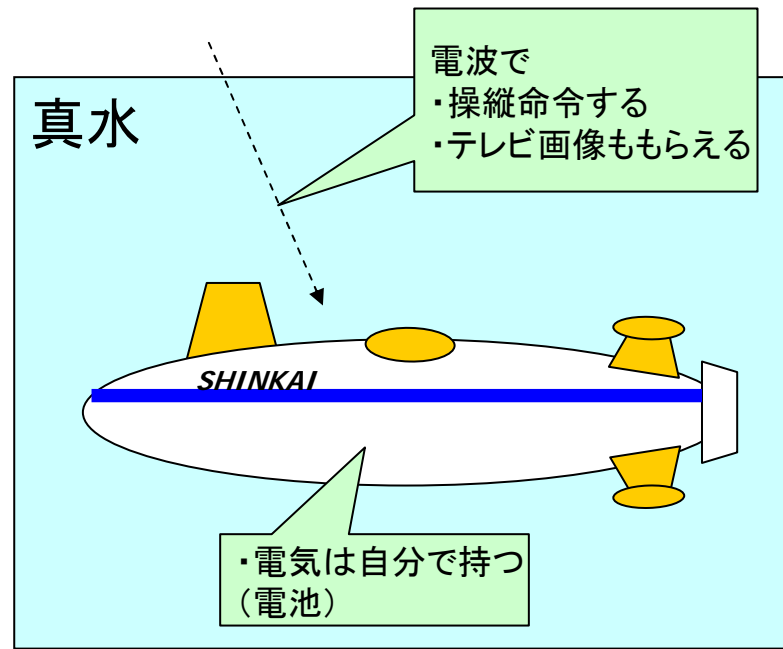 電波で
・操縦命令する
・テレビ画像ももらえる
真水
SHINKAI
・電気は自分で持つ
（電池）